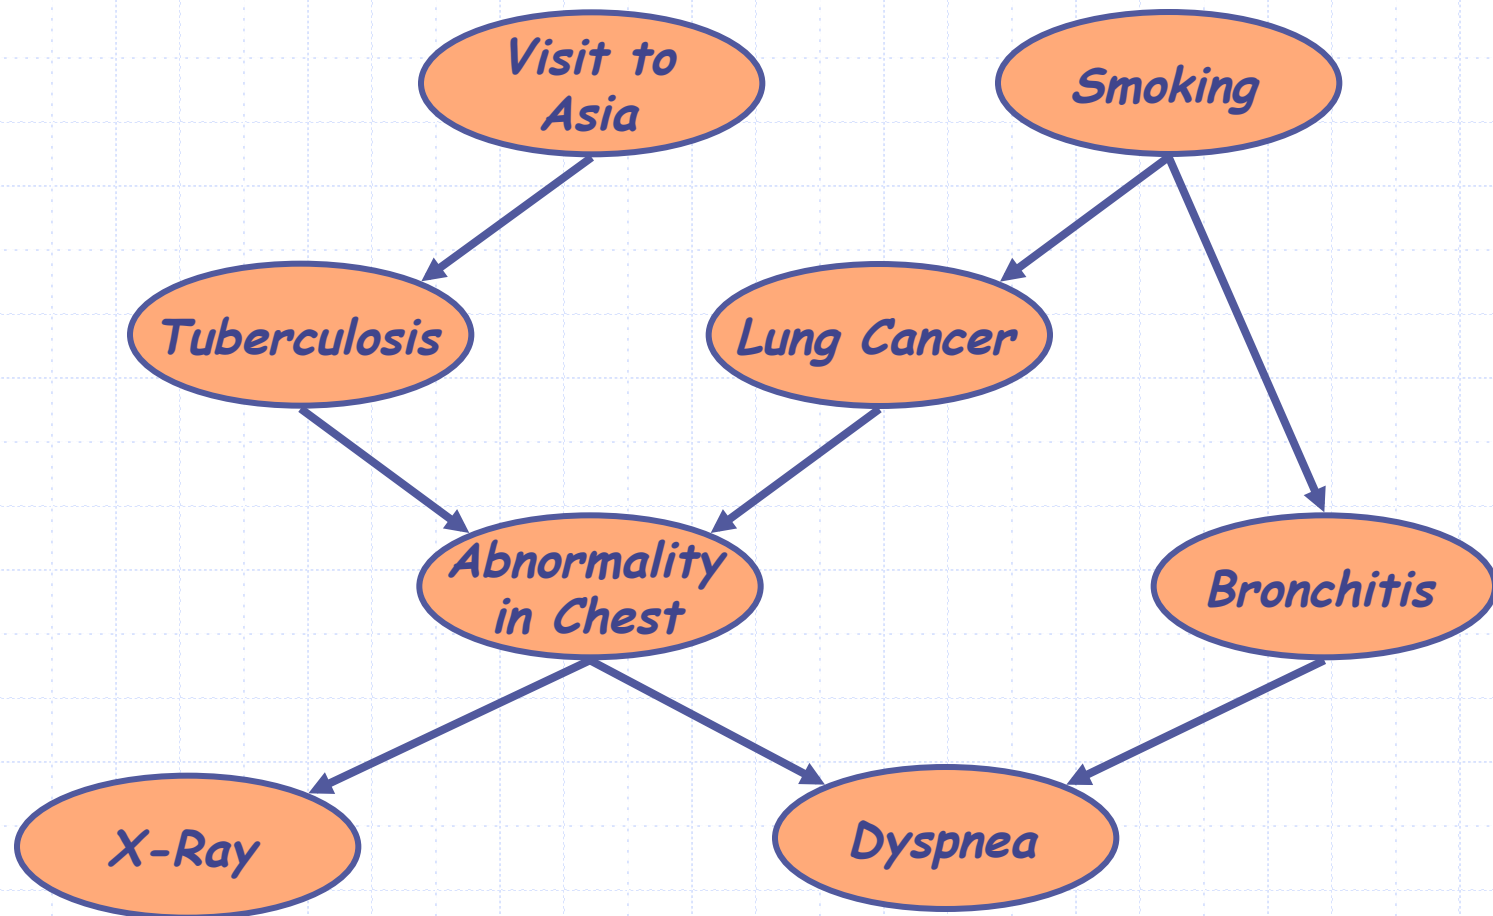 Visit to
Asia
Smoking
Tuberculosis
Lung Cancer
Abnormality
in Chest
Bronchitis
X-Ray
Dyspnea